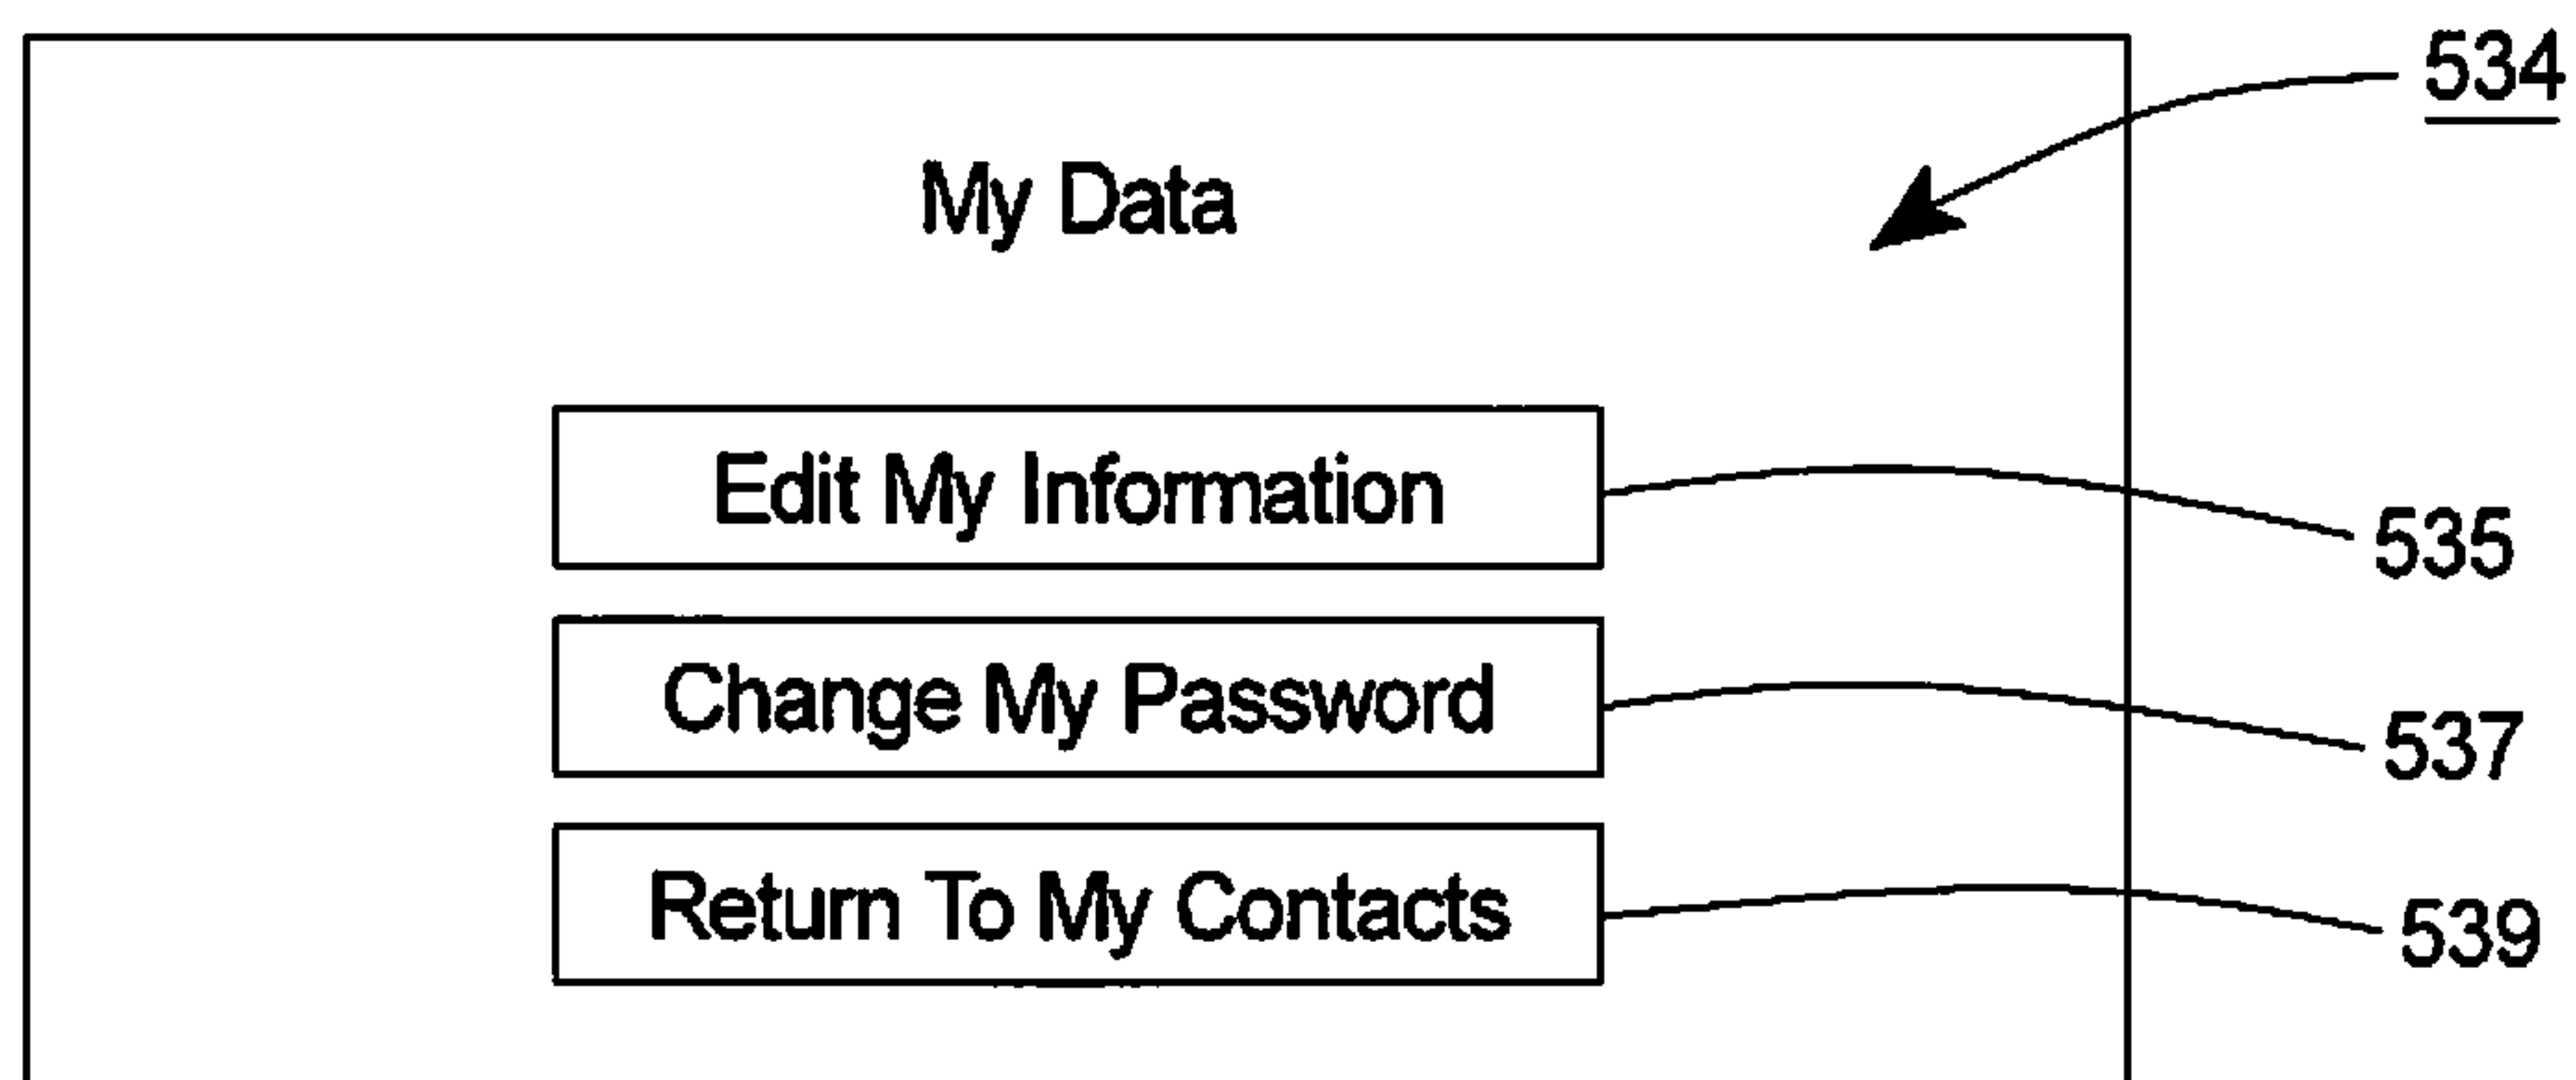 534
My Data
Edit My Information
535
Change My Password
537
Return To My Contacts
539